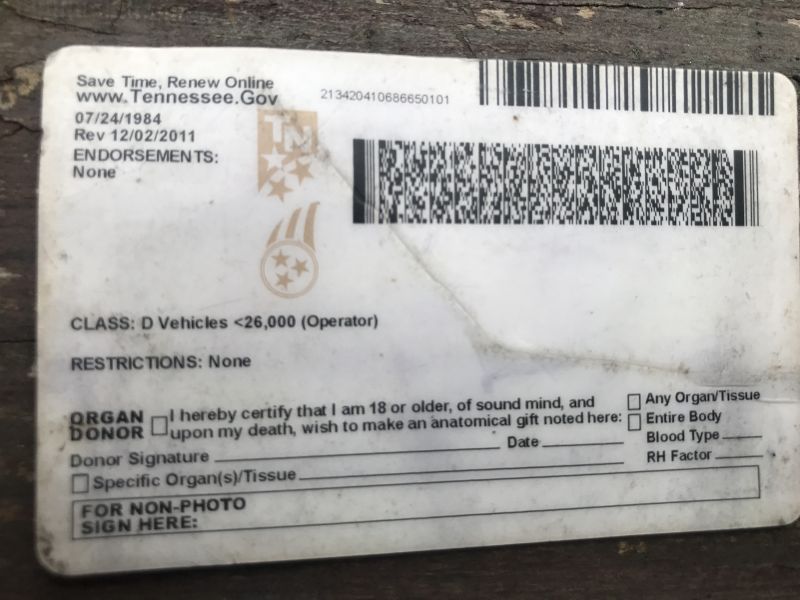 Save Time, Renew Online
www.Tennessee.Gov
213420410686650101
07/24/1984
Rev 12/02/2011
ENDORSEMENTS:
None
TN
CLASS: D Vehicles <26,000 (Operator)
RESTRICTIONS: None
ORGAN DONOR
I hereby certify that I am 18 or older, of sound mind, and
upon my death, wish to make an anatomical gift noted here:
Any Organ/Tissue
Entire Body
Donor Signature
Date
Blood Type
Specific Organ(s)/Tissue
RH Factor
FOR NON-PHOTO
SIGN HERE: